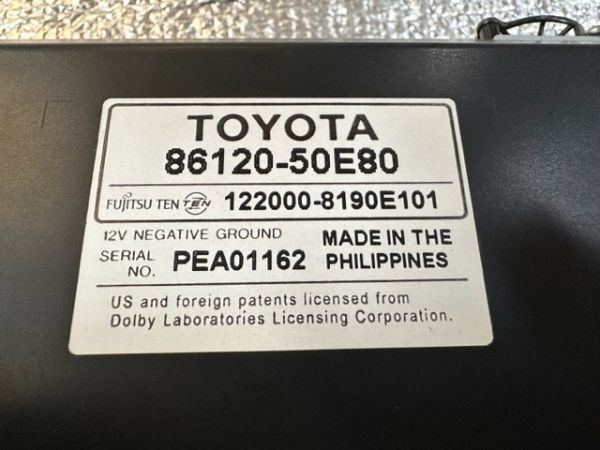 TOYOTA
86120-50E80
FUJITSU TEN TEN 122000-8190E101
12V NEGATIVE GROUND
SERIAL NO. PEA01162
MADE IN THE PHILIPPINES
US and foreign patents licensed from
Dolby Laboratories Licensing Corporation.